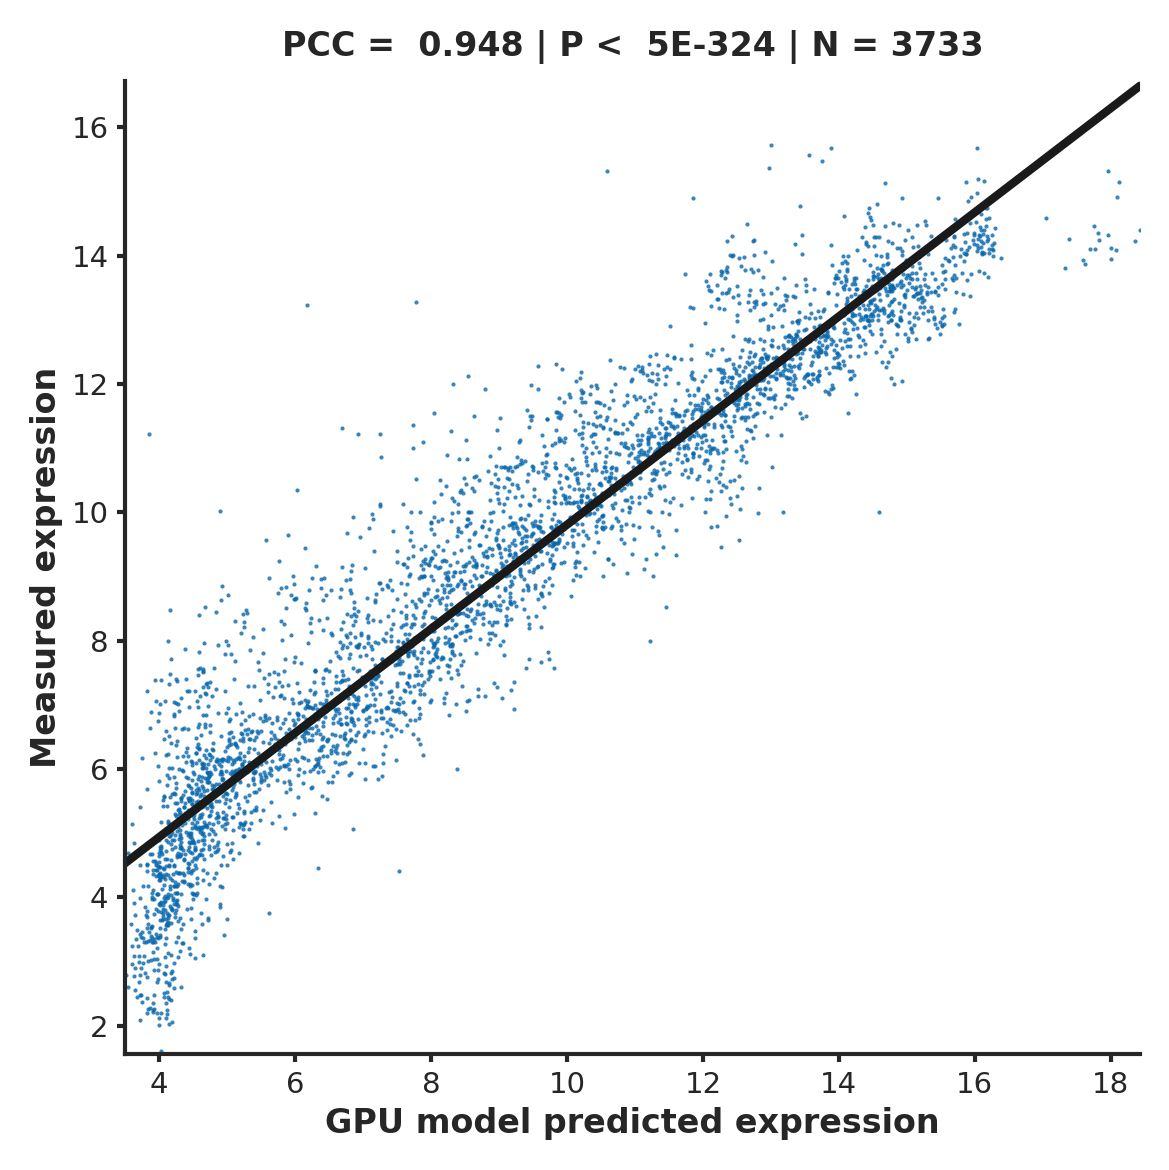 PCC =  0.948 | P <  5E-324 | N = 3733
Measured expression
16
14
12
10
8
6
4
2
4 6 8 10 12 14 16 18
GPU model predicted expression